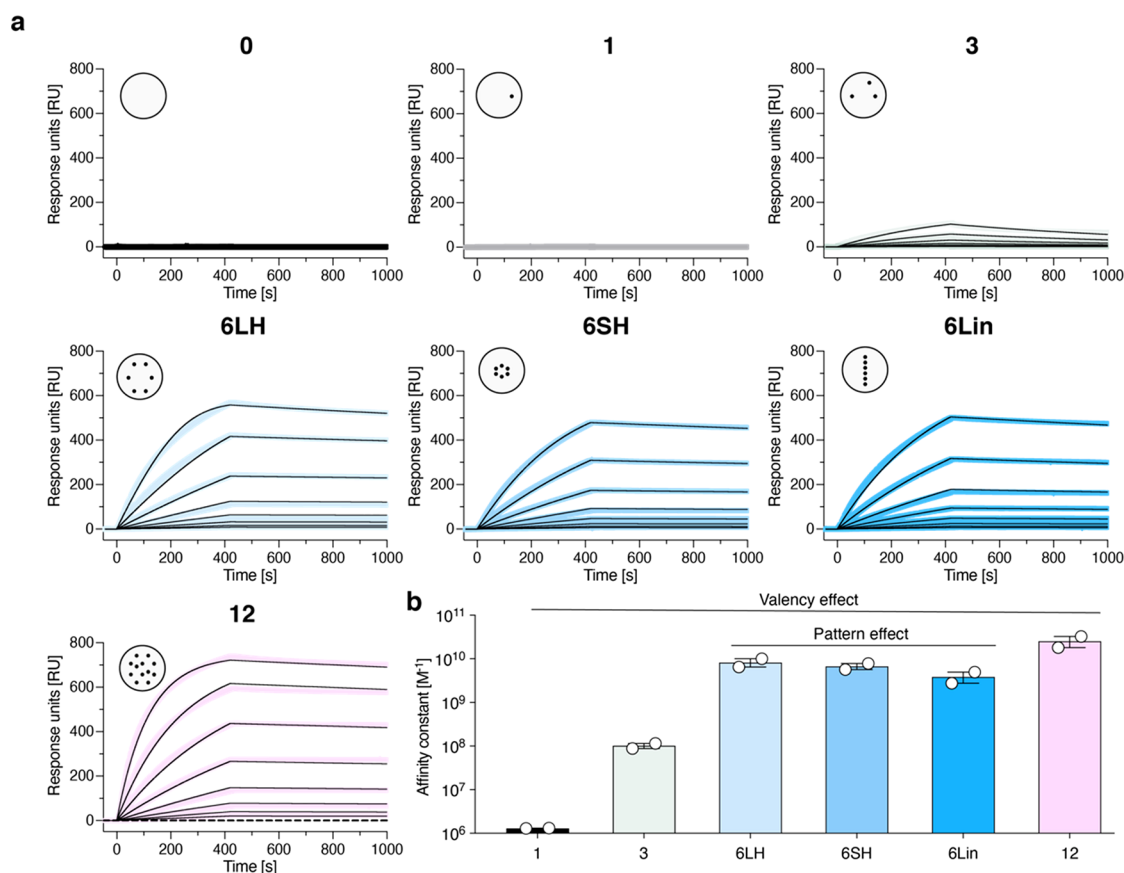 a
0
1
3
Response units [RU]
800
600
400
200
0
0 200 400 600 800 1000
Time [s]
Response units [RU]
800
600
400
200
0
0 200 400 600 800 1000
Time [s]
Response units [RU]
800
600
400
200
0
0 200 400 600 800 1000
Time [s]
6LH
6SH
6Lin
Response units [RU]
800
600
400
200
0
0 200 400 600 800 1000
Time [s]
Response units [RU]
800
600
400
200
0
0 200 400 600 800 1000
Time [s]
Response units [RU]
800
600
400
200
0
0 200 400 600 800 1000
Time [s]
12
Response units [RU]
800
600
400
200
0
0 200 400 600 800 1000
Time [s]
b
Valency effect
Pattern effect
Affinity constant [M⁻¹]
10¹¹
10¹⁰
10⁹
10⁸
10⁷
10⁶
1 3 6LH 6SH 6Lin 12